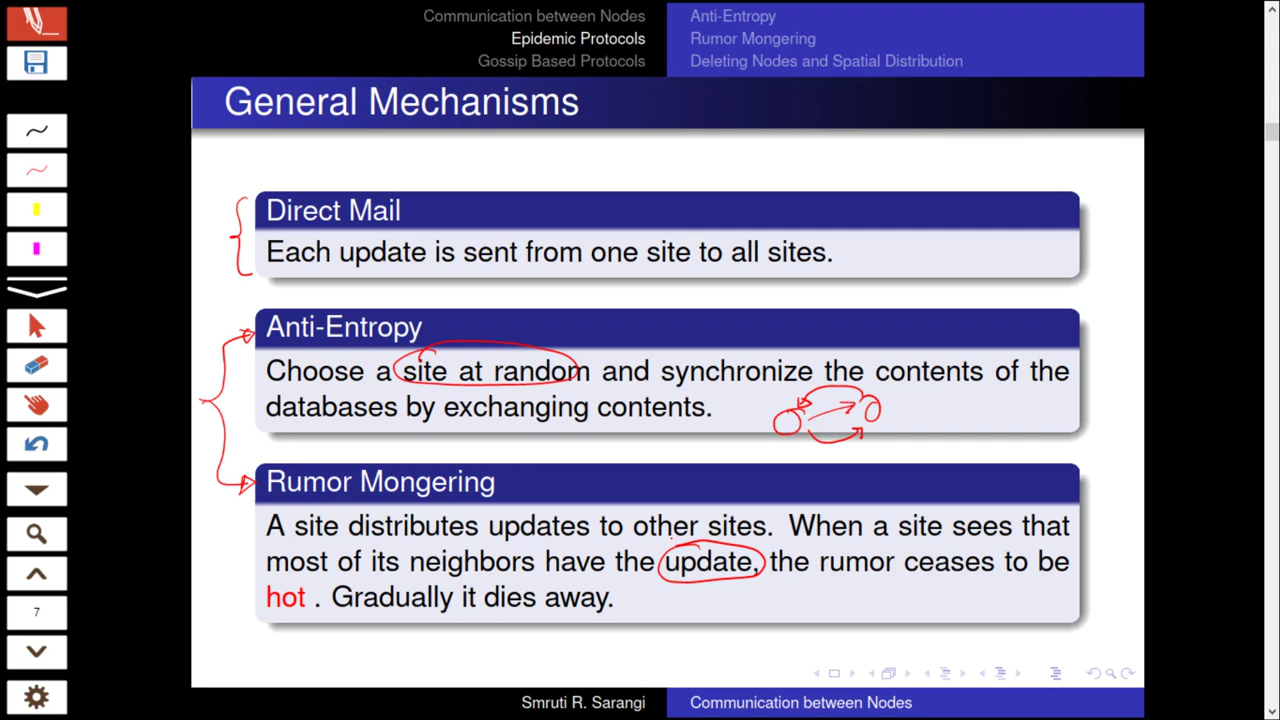 Communication between Nodes
Epidemic Protocols
Gossip Based Protocols
Anti-Entropy
Rumor Mongering
Deleting Nodes and Spatial Distribution
General Mechanisms
Direct Mail
Each update is sent from one site to all sites.
Anti-Entropy
Choose a site at random and synchronize the contents of the
databases by exchanging contents.
Rumor Mongering
A site distributes updates to other sites. When a site sees that
most of its neighbors have the update, the rumor ceases to be
hot . Gradually it dies away.
7
Smruti R. Sarangi
Communication between Nodes